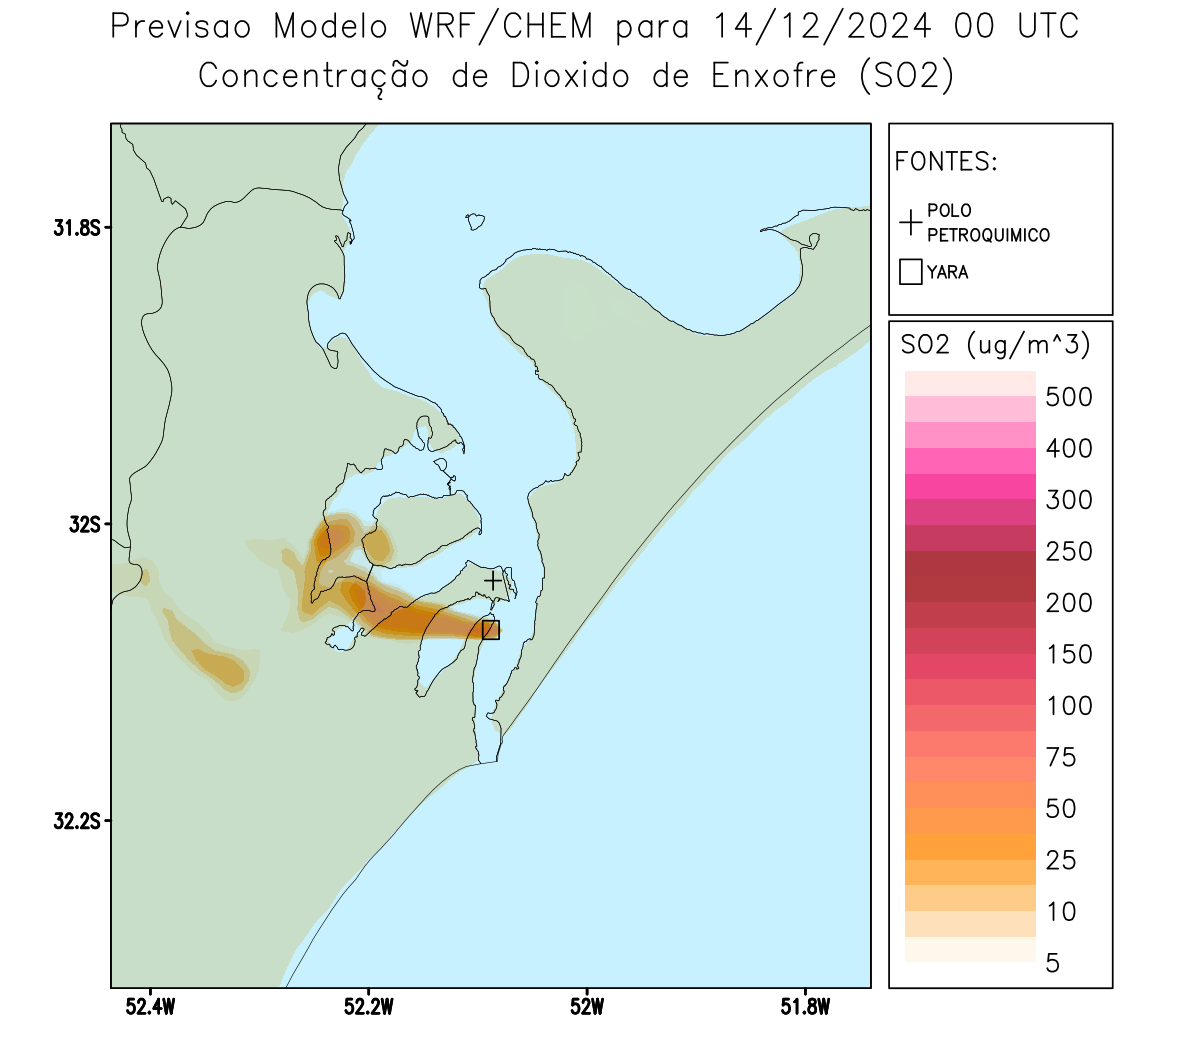 Previsao Modelo WRF/CHEM para 14/12/2024 00 UTC
Concentração de Dioxido de Enxofre (SO2)
FONTES:
POLO
PETROQUIMICO
YARA
31.8S
32S
32.2S
52.4W
52.2W
52W
51.8W
SO2 (ug/m^3)
500
400
300
250
200
150
100
75
50
25
10
5